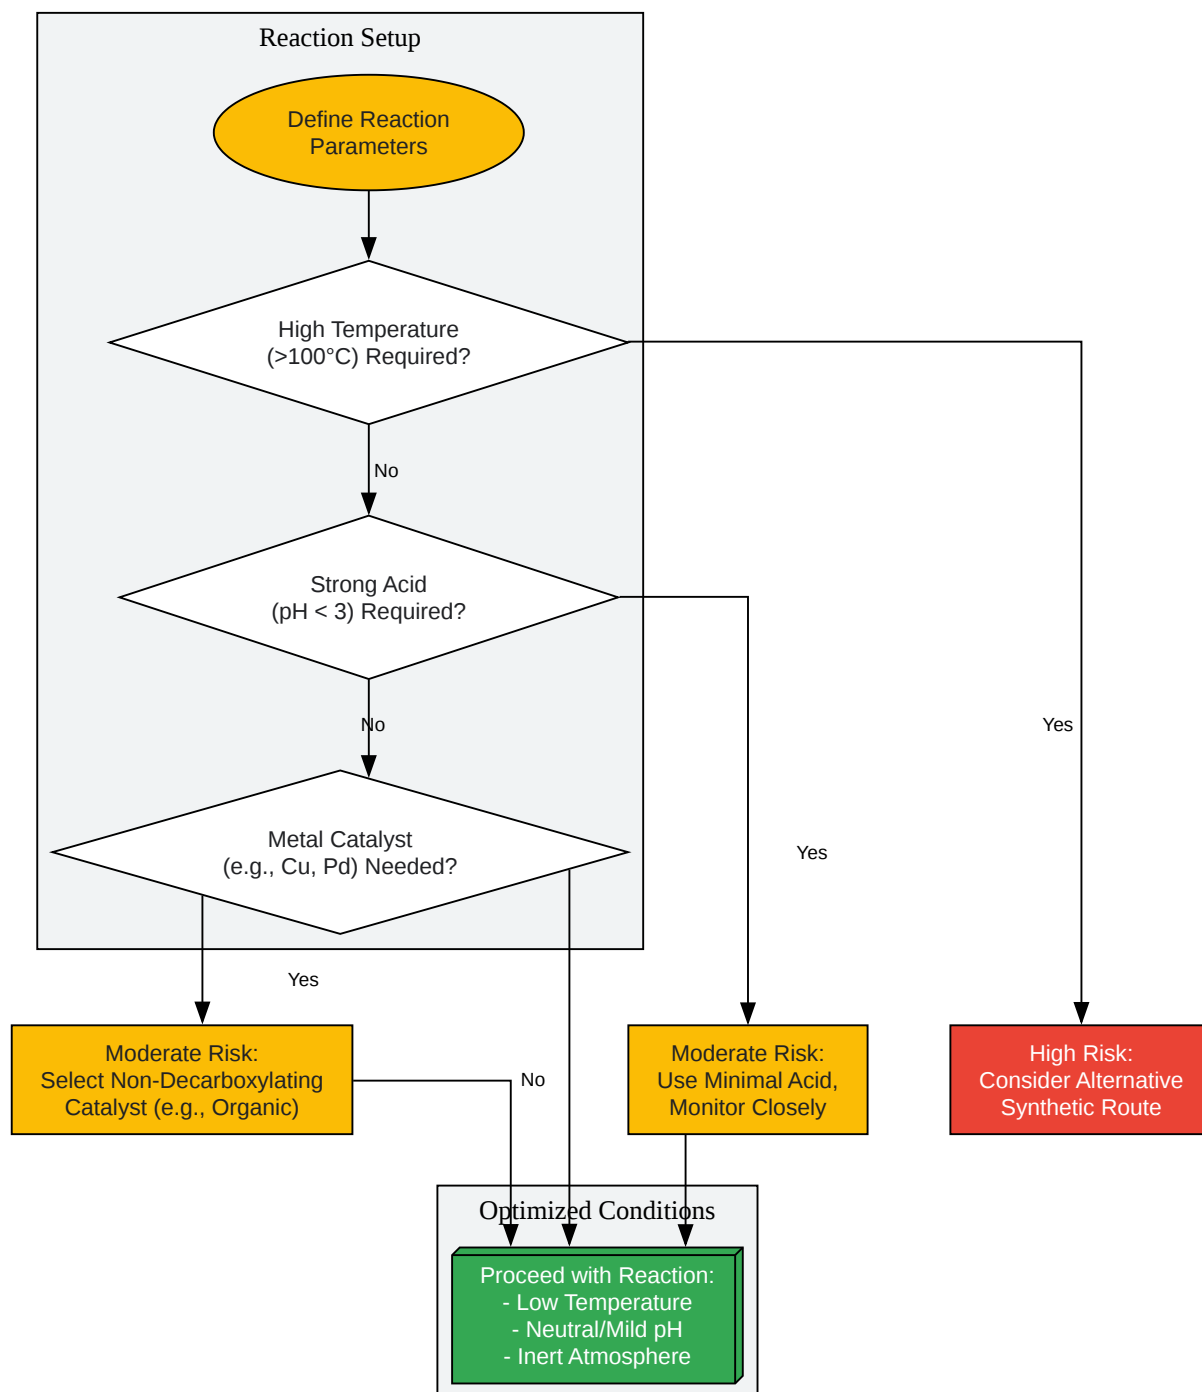 Reaction Setup
Define Reaction
Parameters
High Temperature
(>100°C) Required?
No
Strong Acid
(pH < 3) Required?
No
Yes
Metal Catalyst
(e.g., Cu, Pd) Needed?
Yes
Yes
Moderate Risk:
Select Non-Decarboxylating
Catalyst (e.g., Organic)
No
Moderate Risk:
Use Minimal Acid,
Monitor Closely
High Risk:
Consider Alternative
Synthetic Route
Optimized Conditions
Proceed with Reaction:
- Low Temperature
- Neutral/Mild pH
- Inert Atmosphere